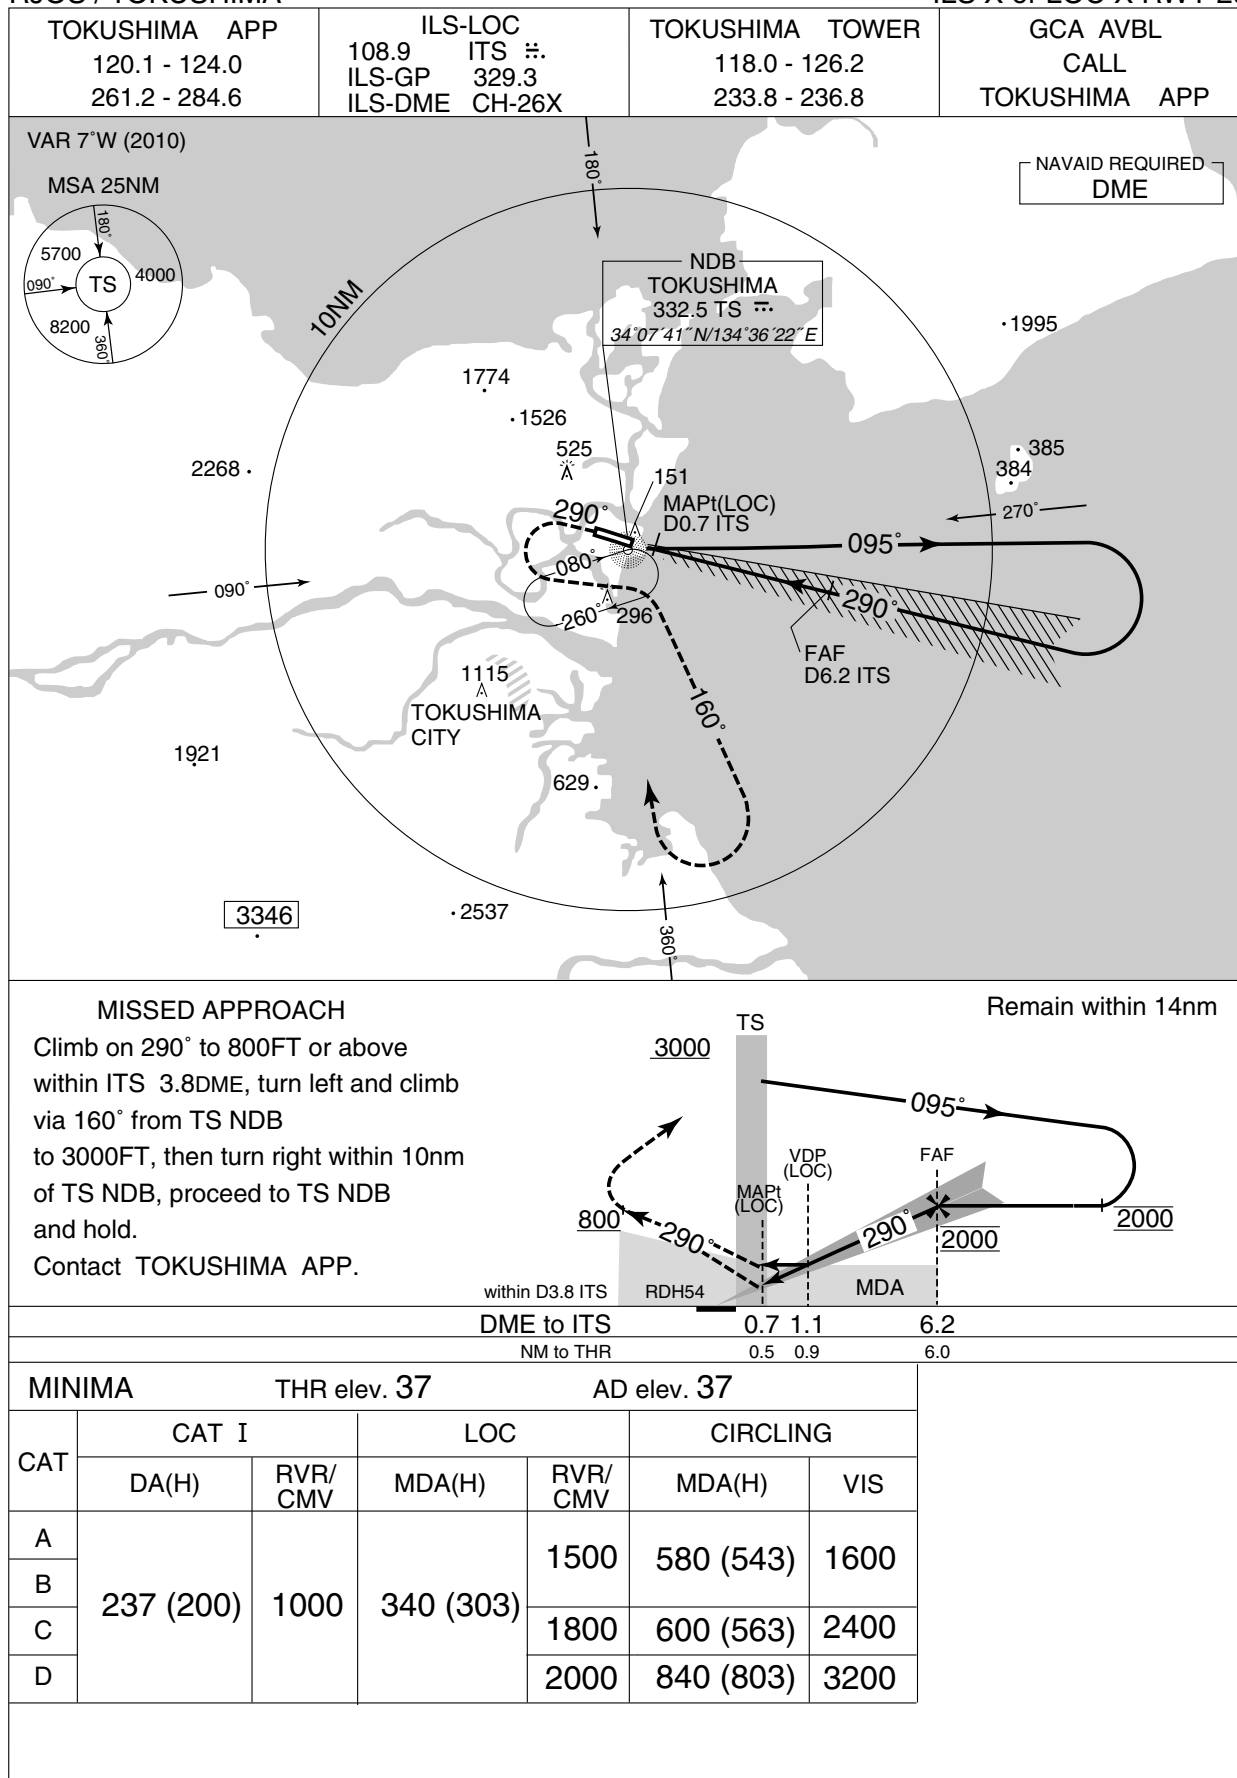 TOKUSHIMA APP
120.1 - 124.0
261.2 - 284.6
ILS-LOC
108.9 ITS
ILS-GP 329.3
ILS-DME CH-26X
TOKUSHIMA TOWER
118.0 - 126.2
233.8 - 236.8
GCA AVBL
CALL
TOKUSHIMA APP
VAR 7°W (2010)
MSA 25NM
180°
5700
4000
090°
TS
8200
360°
NAVAID REQUIRED
DME
180°
10NM
NDB
TOKUSHIMA
332.5 TS
34°07´41˝N/134°36´22˝E
1995
1774
1526
525
2268
385
384
151
MAPt(LOC)
D0.7 ITS
290°
270°
095°
080°
090°
290°
260°
296
FAF
D6.2 ITS
1115
TOKUSHIMA
CITY
160°
1921
629
3346
2537
360°
MISSED APPROACH
Climb on 290° to 800FT or above
within ITS 3.8DME, turn left and climb
via 160° from TS NDB
to 3000FT, then turn right within 10nm
of TS NDB, proceed to TS NDB
and hold.
Contact TOKUSHIMA APP.
Remain within 14nm
TS
3000
095°
VDP
(LOC)
FAF
MAPt
(LOC)
800
290°
290°
2000
2000
within D3.8 ITS
RDH54
MDA
DME to ITS 0.7 1.1 6.2
NM to THR 0.5 0.9 6.0
MINIMA THR elev. 37 AD elev. 37
CAT
CAT I
LOC
CIRCLING
DA(H)
RVR/
CMV
MDA(H)
RVR/
CMV
MDA(H)
VIS
A
B
C
D
237 (200)
1000
340 (303)
1500
580 (543)
1600
1800
600 (563)
2400
2000
840 (803)
3200